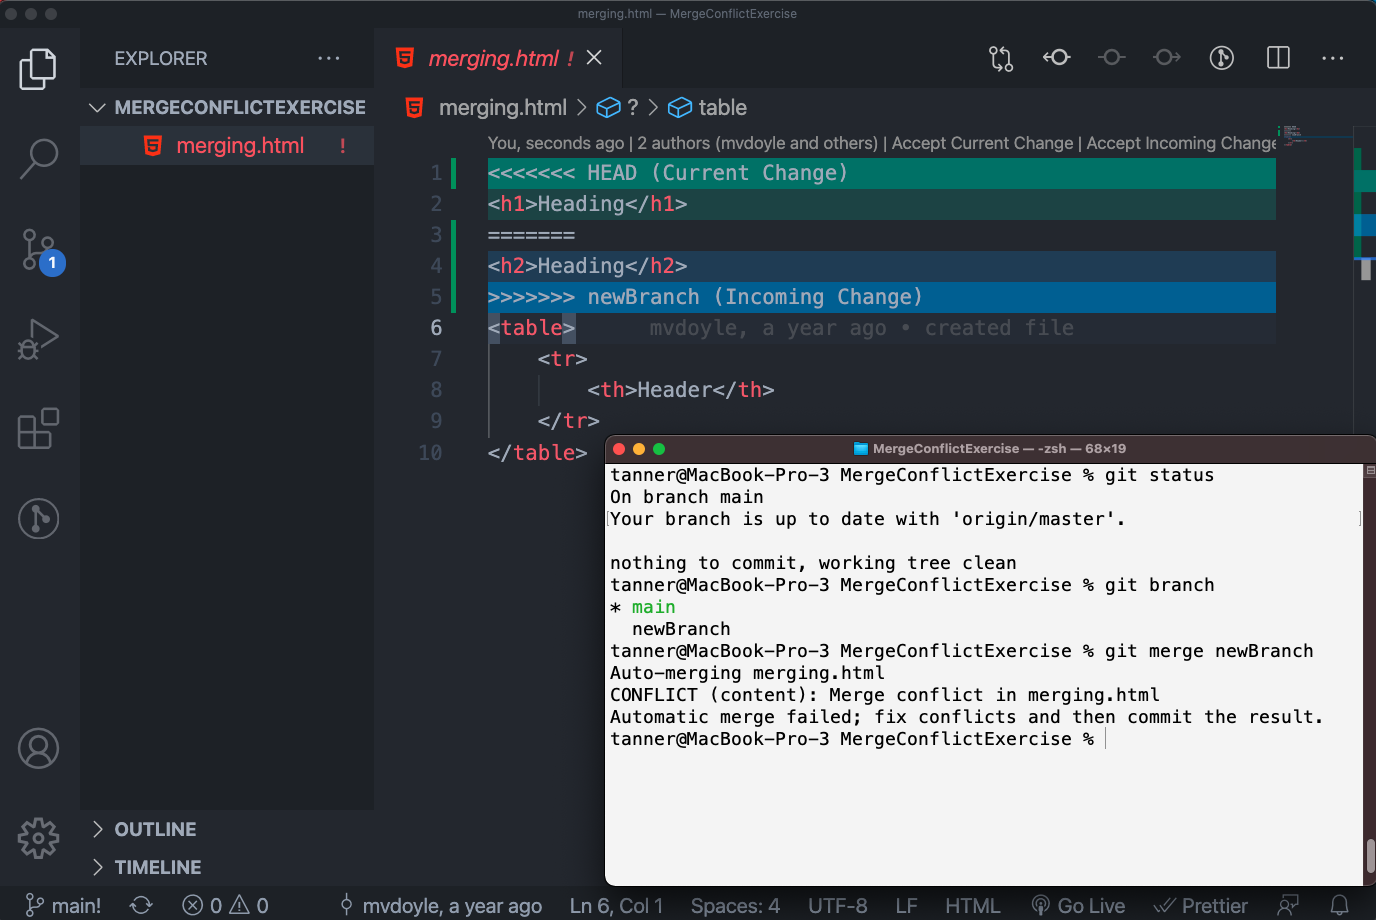 merging.html — MergeConflictExercise
EXPLORER
merging.html !
MERGECONFLICTEXERCISE
merging.html > ? > table
merging.html !
You, seconds ago | 2 authors (mvdoyle and others) | Accept Current Change | Accept Incoming Change
1 <<<<<<< HEAD (Current Change)
2 <h1>Heading</h1>
3 =======
4 <h2>Heading</h2>
5 >>>>>>> newBranch (Incoming Change)
6 <table> mvdoyle, a year ago • created file
7 <tr>
8 <th>Header</th>
9 </tr>
10 </table>
1
MergeConflictExercise — -zsh — 68×19
tanner@MacBook-Pro-3 MergeConflictExercise % git status
On branch main
Your branch is up to date with 'origin/master'.
nothing to commit, working tree clean
tanner@MacBook-Pro-3 MergeConflictExercise % git branch
* main
newBranch
tanner@MacBook-Pro-3 MergeConflictExercise % git merge newBranch
Auto-merging merging.html
CONFLICT (content): Merge conflict in merging.html
Automatic merge failed; fix conflicts and then commit the result.
tanner@MacBook-Pro-3 MergeConflictExercise %
OUTLINE
TIMELINE
main! 0 0 mvdoyle, a year ago Ln 6, Col 1 Spaces: 4 UTF-8 LF HTML Go Live Prettier